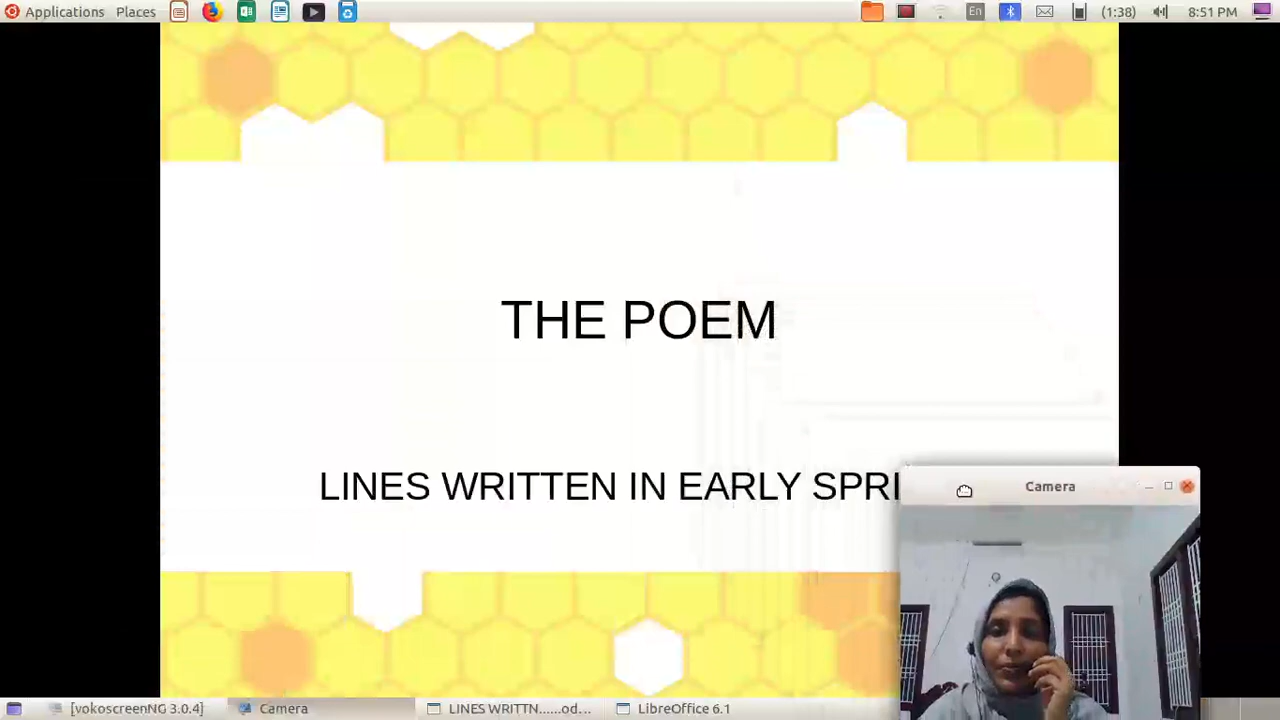 Applications Places En (1:38) 8:51 PM
THE POEM
LINES WRITTEN IN EARLY SPRI
Camera
[vokoscreenNG 3.0.4] Camera LINES WRITTN......od... LibreOffice 6.1